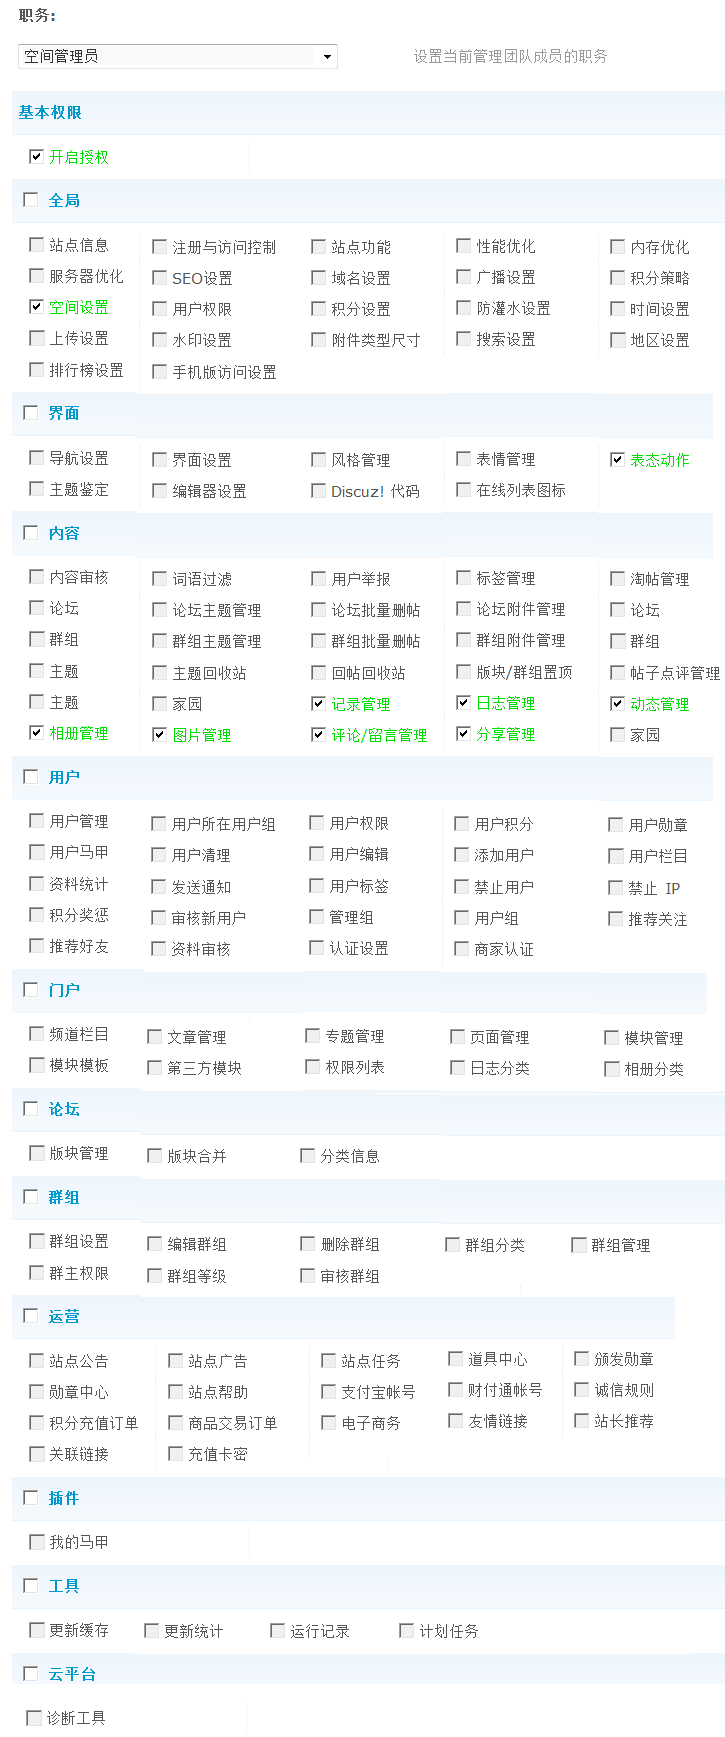 职务:
空间管理员 设置当前管理团队成员的职务
基本权限
开启授权
全局
站点信息 注册与访问控制 站点功能 性能优化 内存优化
服务器优化 SEO设置 域名设置 广播设置 积分策略
空间设置 用户权限 积分设置 防灌水设置 时间设置
上传设置 水印设置 附件类型尺寸 搜索设置 地区设置
排行榜设置 手机版访问设置
界面
导航设置 界面设置 风格管理 表情管理 表态动作
主题鉴定 编辑器设置 Discuz! 代码 在线列表图标
内容
内容审核 词语过滤 用户举报 标签管理 淘帖管理
论坛 论坛主题管理 论坛批量删帖 论坛附件管理 论坛
群组 群组主题管理 群组批量删帖 群组附件管理 群组
主题 主题回收站 回帖回收站 版块/群组置顶 帖子点评管理
主题 家园 记录管理 日志管理 动态管理
相册管理 图片管理 评论/留言管理 分享管理 家园
用户
用户管理 用户所在用户组 用户权限 用户积分 用户勋章
用户马甲 用户清理 用户编辑 添加用户 用户栏目
资料统计 发送通知 用户标签 禁止用户 禁止 IP
积分奖惩 审核新用户 管理组 用户组 推荐关注
推荐好友 资料审核 认证设置 商家认证
门户
频道栏目 文章管理 专题管理 页面管理 模块管理
模块模板 第三方模块 权限列表 日志分类 相册分类
论坛
版块管理 版块合并 分类信息
群组
群组设置 编辑群组 删除群组 群组分类 群组管理
群主权限 群组等级 审核群组
运营
站点公告 站点广告 站点任务 道具中心 颁发勋章
勋章中心 站点帮助 支付宝帐号 财付通帐号 诚信规则
积分充值订单 商品交易订单 电子商务 友情链接 站长推荐
关联链接 充值卡密
插件
我的马甲
工具
更新缓存 更新统计 运行记录 计划任务
云平台
诊断工具